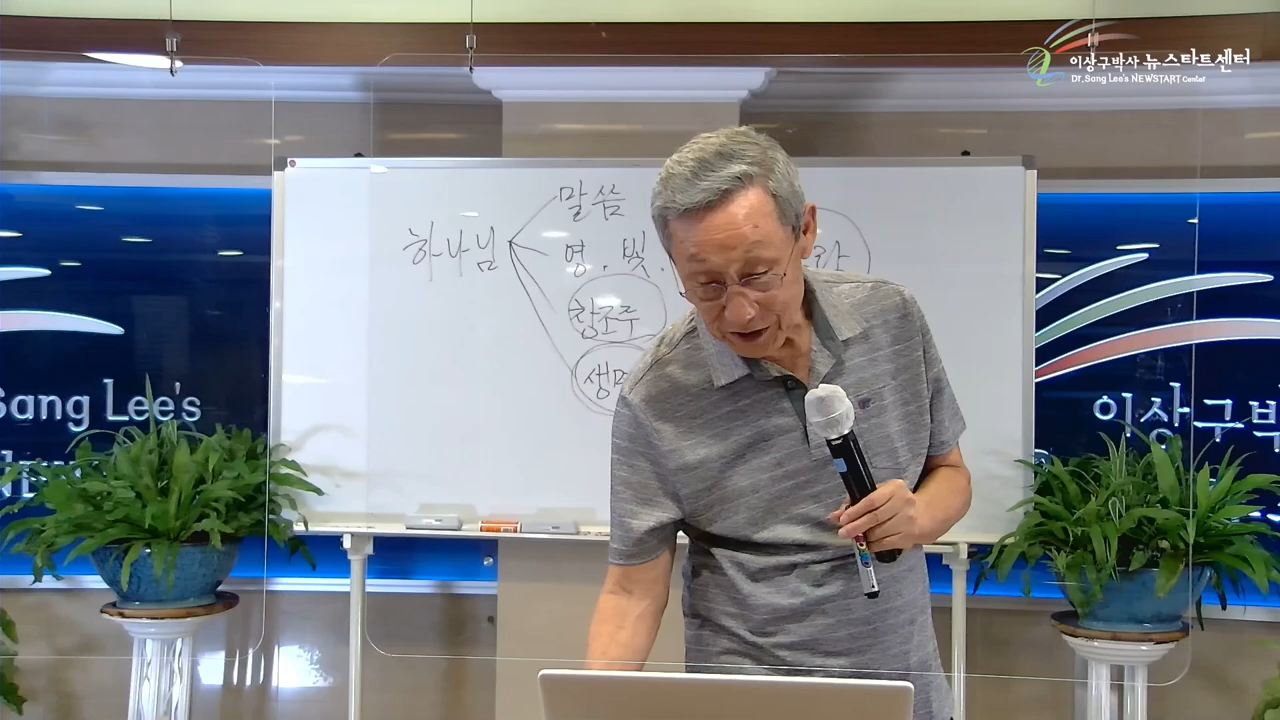 이상구박사 뉴스타트센터
Dr.Sang Lee's NEWSTART Center
하나님
말씀
영 . 빛 .
창조주
Sang Lee's
이상구